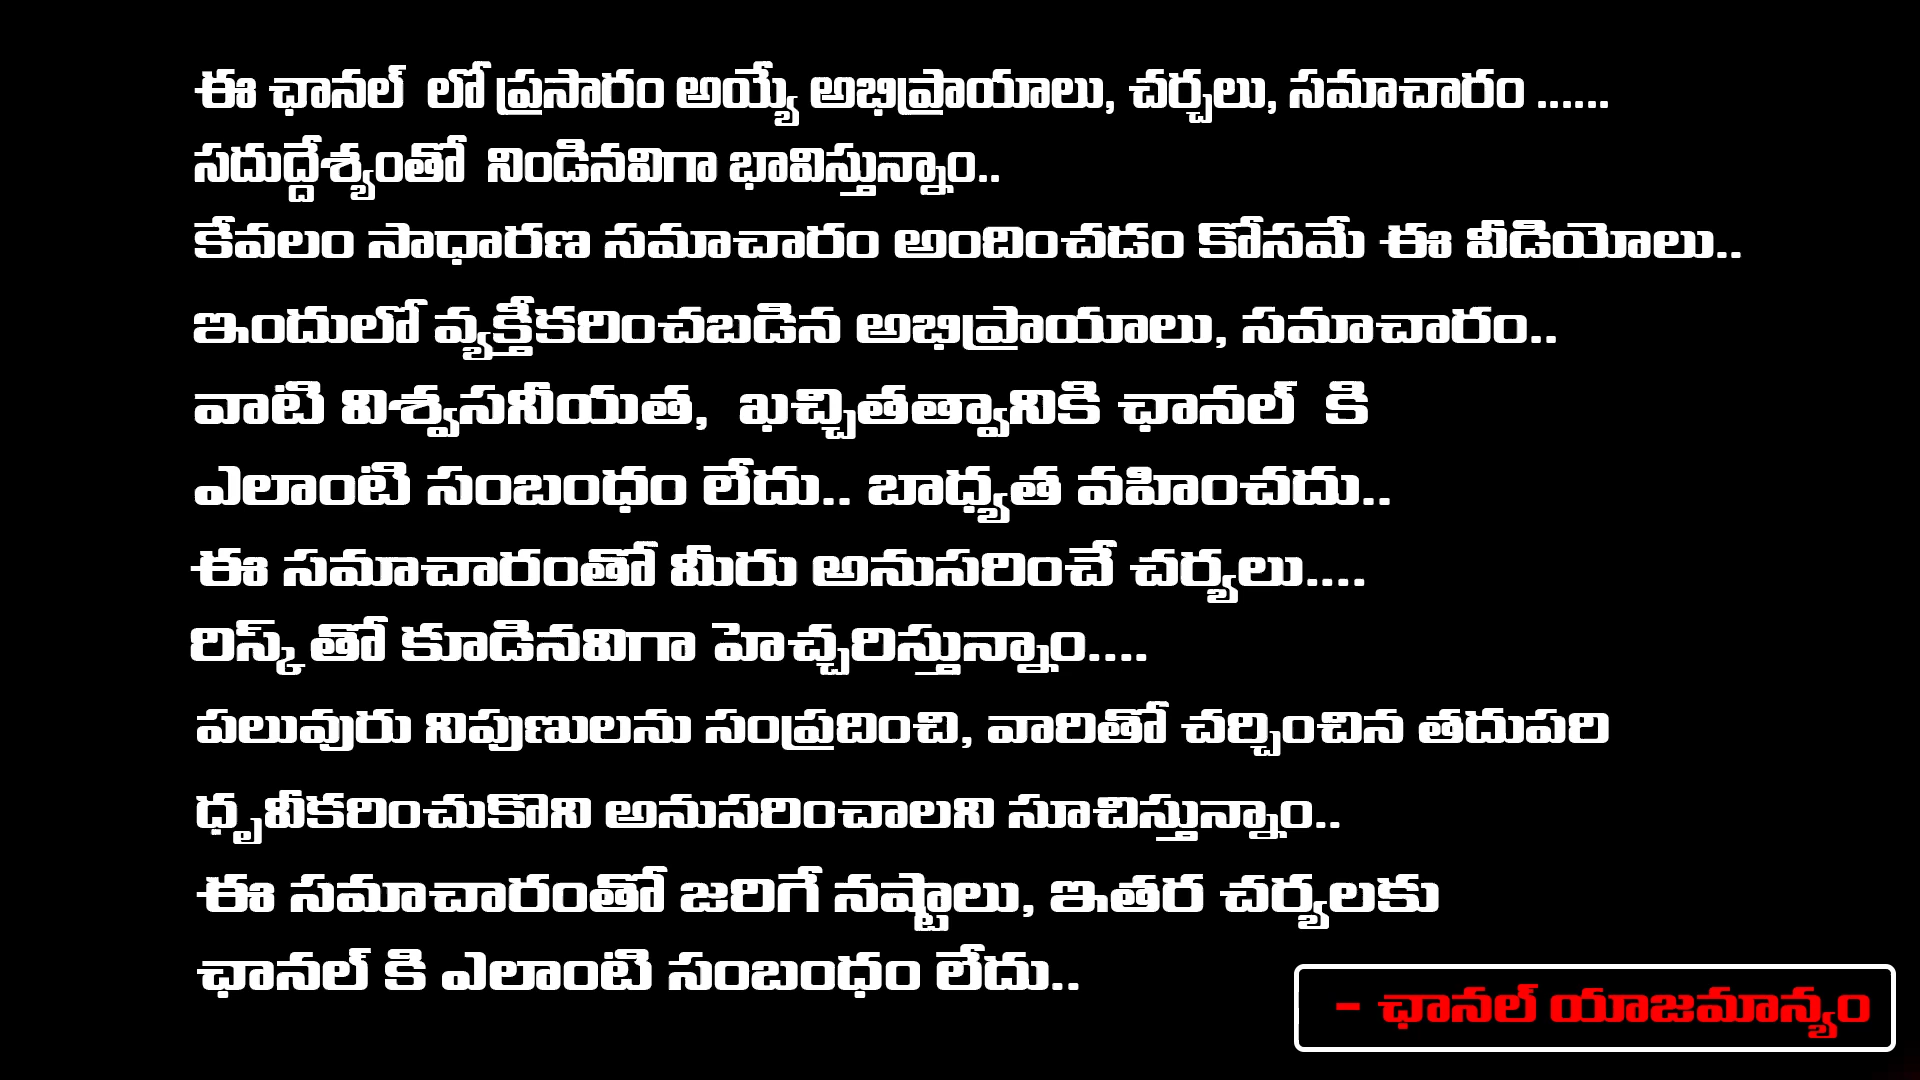 ఈ ఛానల్ లో ప్రసారం అయ్యే అభిప్రాయాలు, చర్చలు, సమాచారం ......
సదుద్దేశ్యంతో నిండినవిగా భావిస్తున్నాం..
కేవలం సాధారణ సమాచారం అందించడం కోసమే ఈ వీడియోలు..
ఇందులో వ్యక్తీకరించబడిన అభిప్రాయాలు, సమాచారం..
వాటి విశ్వసనీయత, ఖచ్చితత్వానికి ఛానల్ కి
ఎలాంటి సంబంధం లేదు.. బాధ్యత వహించదు..
ఈ సమాచారంతో మీరు అనుసరించే చర్యలు....
రిస్క్ తో కూడినవిగా హెచ్చరిస్తున్నాం....
పలువురు నిపుణులను సంప్రదించి, వారితో చర్చించిన తదుపరి
ధృవీకరించుకొని అనుసరించాలని సూచిస్తున్నాం..
ఈ సమాచారంతో జరిగే నష్టాలు, ఇతర చర్యలకు
ఛానల్ కి ఎలాంటి సంబంధం లేదు..
- ఛానల్ యాజమాన్యం